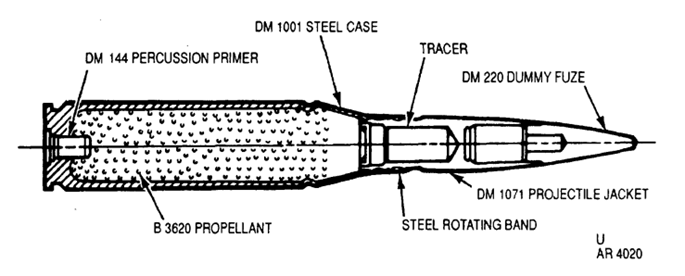 DM 1001 STEEL CASE
TRACER
DM 144 PERCUSSION PRIMER
DM 220 DUMMY FUZE
DM 1071 PROJECTILE JACKET
B 3620 PROPELLANT
STEEL ROTATING BAND
U
AR 4020